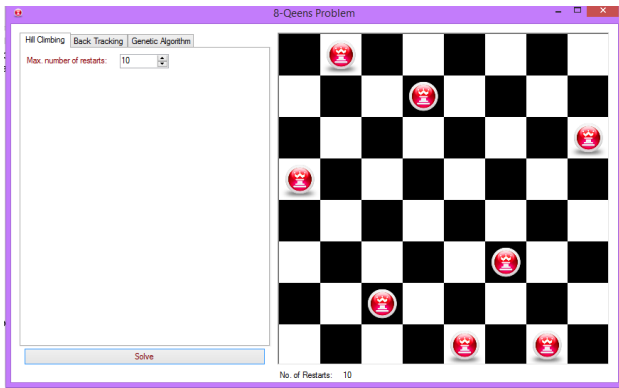 8-Qeens Problem
Hill Climbing Back Tracking Genetic Algorithm
Max. number of restarts: 10
Solve
No. of Restarts: 10